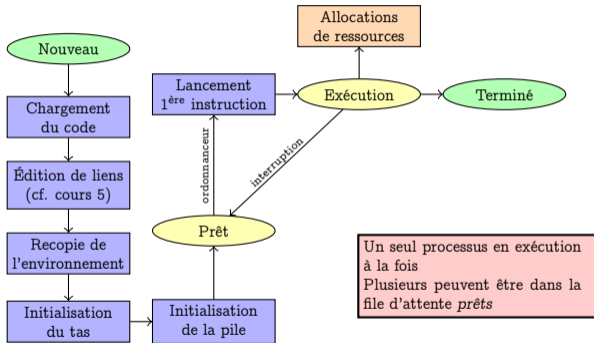 Nouveau
Chargement
du code
Édition de liens
(cf. cours 5)
Recopie de
l'environnement
Initialisation
du tas
Initialisation
de la pile
Prêt
ordonnanceur
Lancement
1ère instruction
Exécution
interruption
Allocations
de ressources
Terminé
Un seul processus en exécution
à la fois
Plusieurs peuvent être dans la
file d'attente prêts